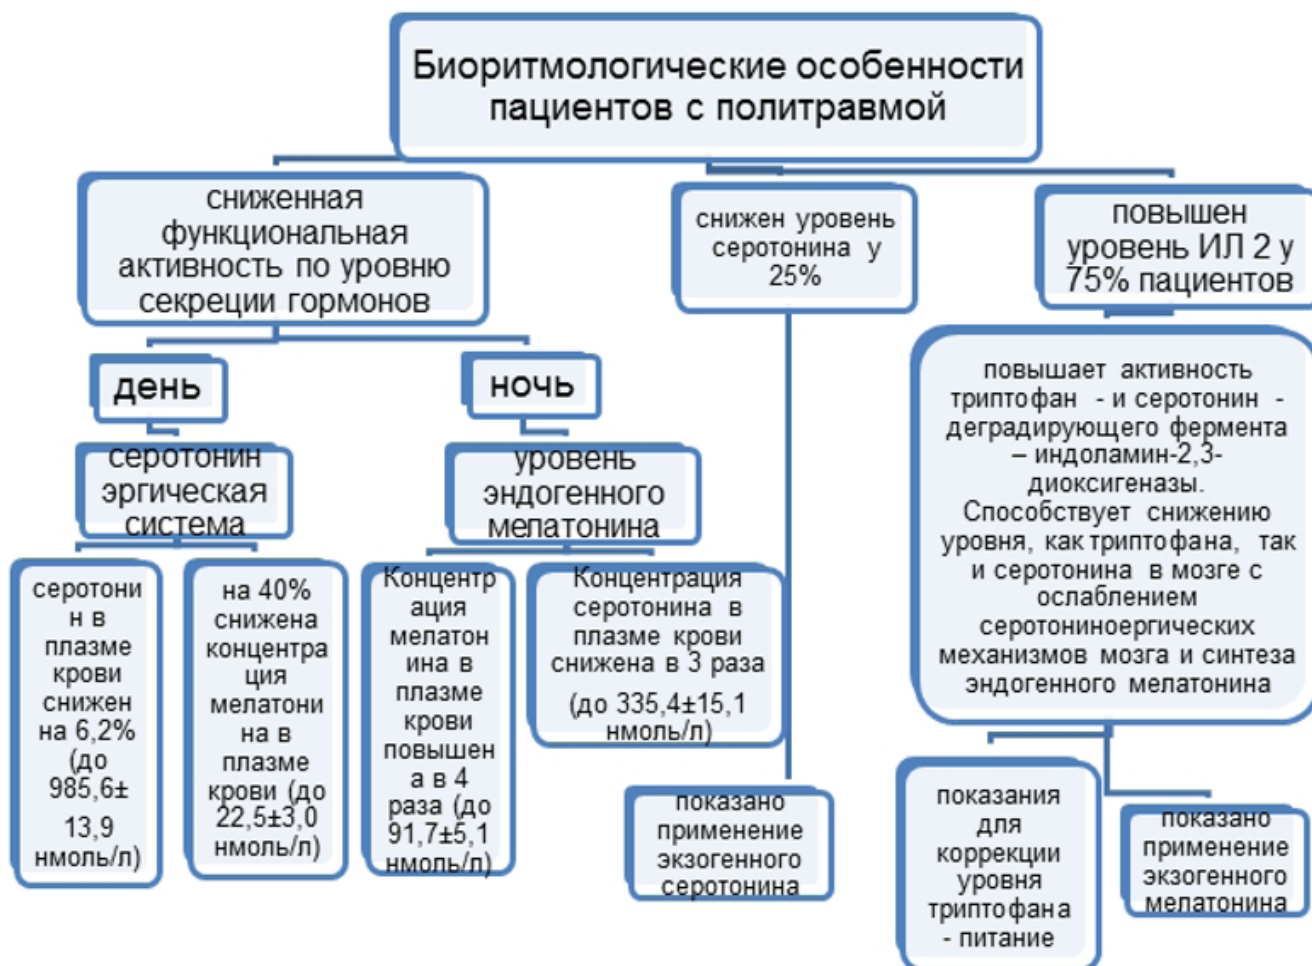 Биоритмологические особенности
пациентов с политравмой
сниженная
функциональная
активность по уровню
секреции гормонов
снижен уровень
серотонина у
25%
повышен
уровень ИЛ 2 у
75% пациентов
день
ночь
серотонин
эргическая
система
уровень
эндогенного
мелатонина
серотони
н в
плазме
крови
снижен
на 6,2%
(до
985,6±
13,9
нмоль/л)
на 40%
снижена
концентра
ция
мелатони
на в
плазме
крови (до
22,5±3,0
нмоль/л)
Концентр
ация
мелатон
ина в
плазме
крови
повышен
а в 4
раза (до
91,7±5,1
нмоль/л)
Концентрация
серотонина в
плазме крови
снижена в 3 раза
(до 335,4±15,1
нмоль/л)
повышает активность
триптофан - и серотонин -
деградирующего фермента
– индоламин-2,3-
диоксигеназы.
Способствует снижению
уровня, как триптофана, так
и серотонина в мозге с
ослаблением
серотониноергических
механизмов мозга и синтеза
эндогенного мелатонина
показано
применение
экзогенного
серотонина
показания
для
коррекции
уровня
триптофана
- питание
показано
применение
экзогенного
мелатонина